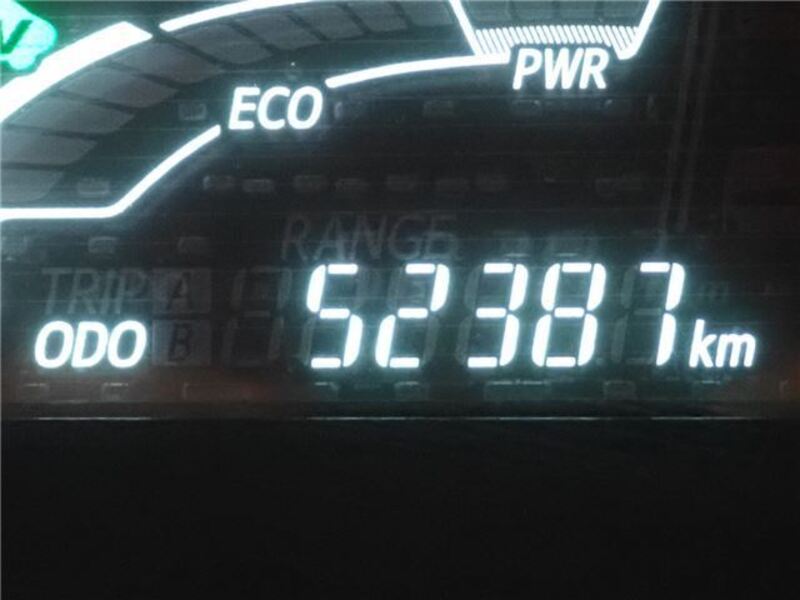 PWR
ECO
RANGE
TRIP A
ODO B 52387 km